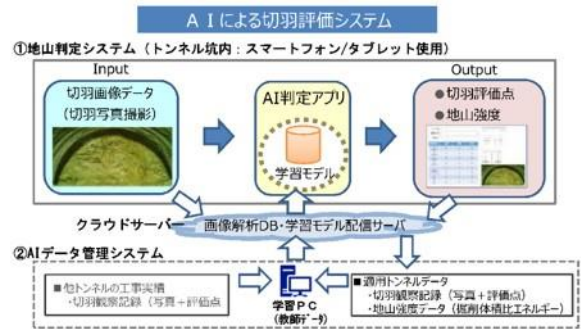 ＡＩによる切羽評価システム
①地山判定システム（トンネル坑内：スマートフォン/タブレット使用）
Input
Output
切羽画像データ
(切羽写真撮影)
AI判定アプリ
学習モデル
●切羽評価点
●地山強度
クラウドサーバー
画像解析DB・学習モデル配信サーバ
②AIデータ管理システム
■他トンネルの工事実績
・切羽観察記録（写真＋評価点
学習ＰＣ
(教師ﾃﾞｰﾀ)
■適用トンネルデータ
・切羽観察記録（写真＋評価点）
・地山強度データ（掘削体積比エネルギー）